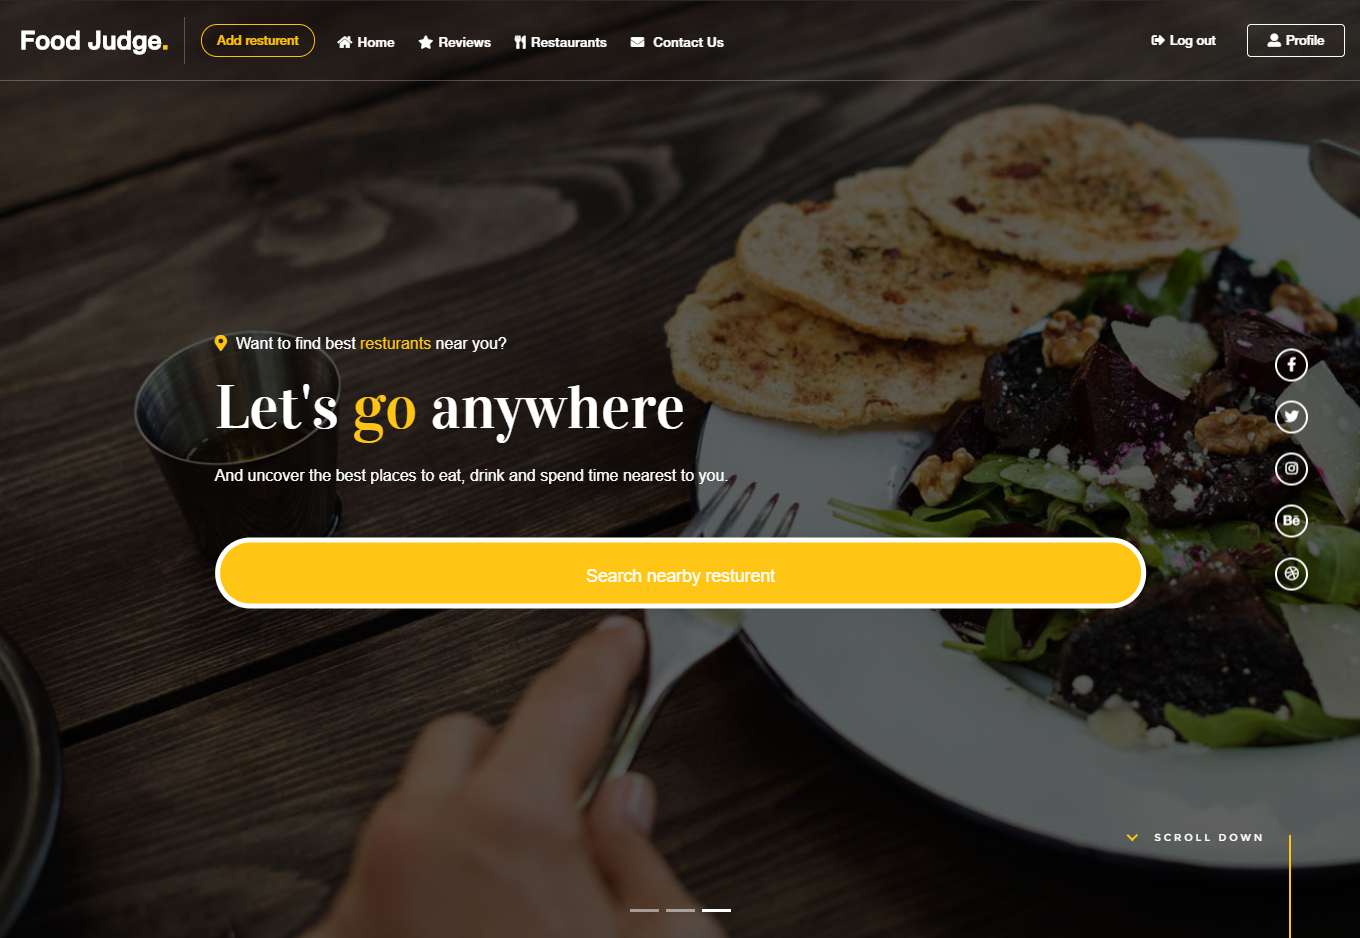 Food Judge.
Add resturent
Home
Reviews
Restaurants
Contact Us
Log out
Profile
Want to find best resturants near you?
Let's go anywhere
And uncover the best places to eat, drink and spend time nearest to you.
Search nearby resturent
Bē
SCROLL DOWN